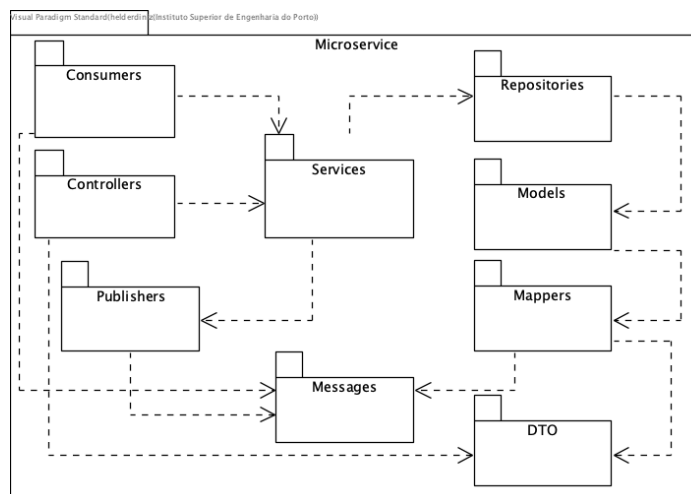 Visual Paradigm Standard(helderdiniz(Instituto Superior de Engenharia do Porto))
Microservice
Consumers
Repositories
Services
Controllers
Models
Publishers
Mappers
Messages
DTO